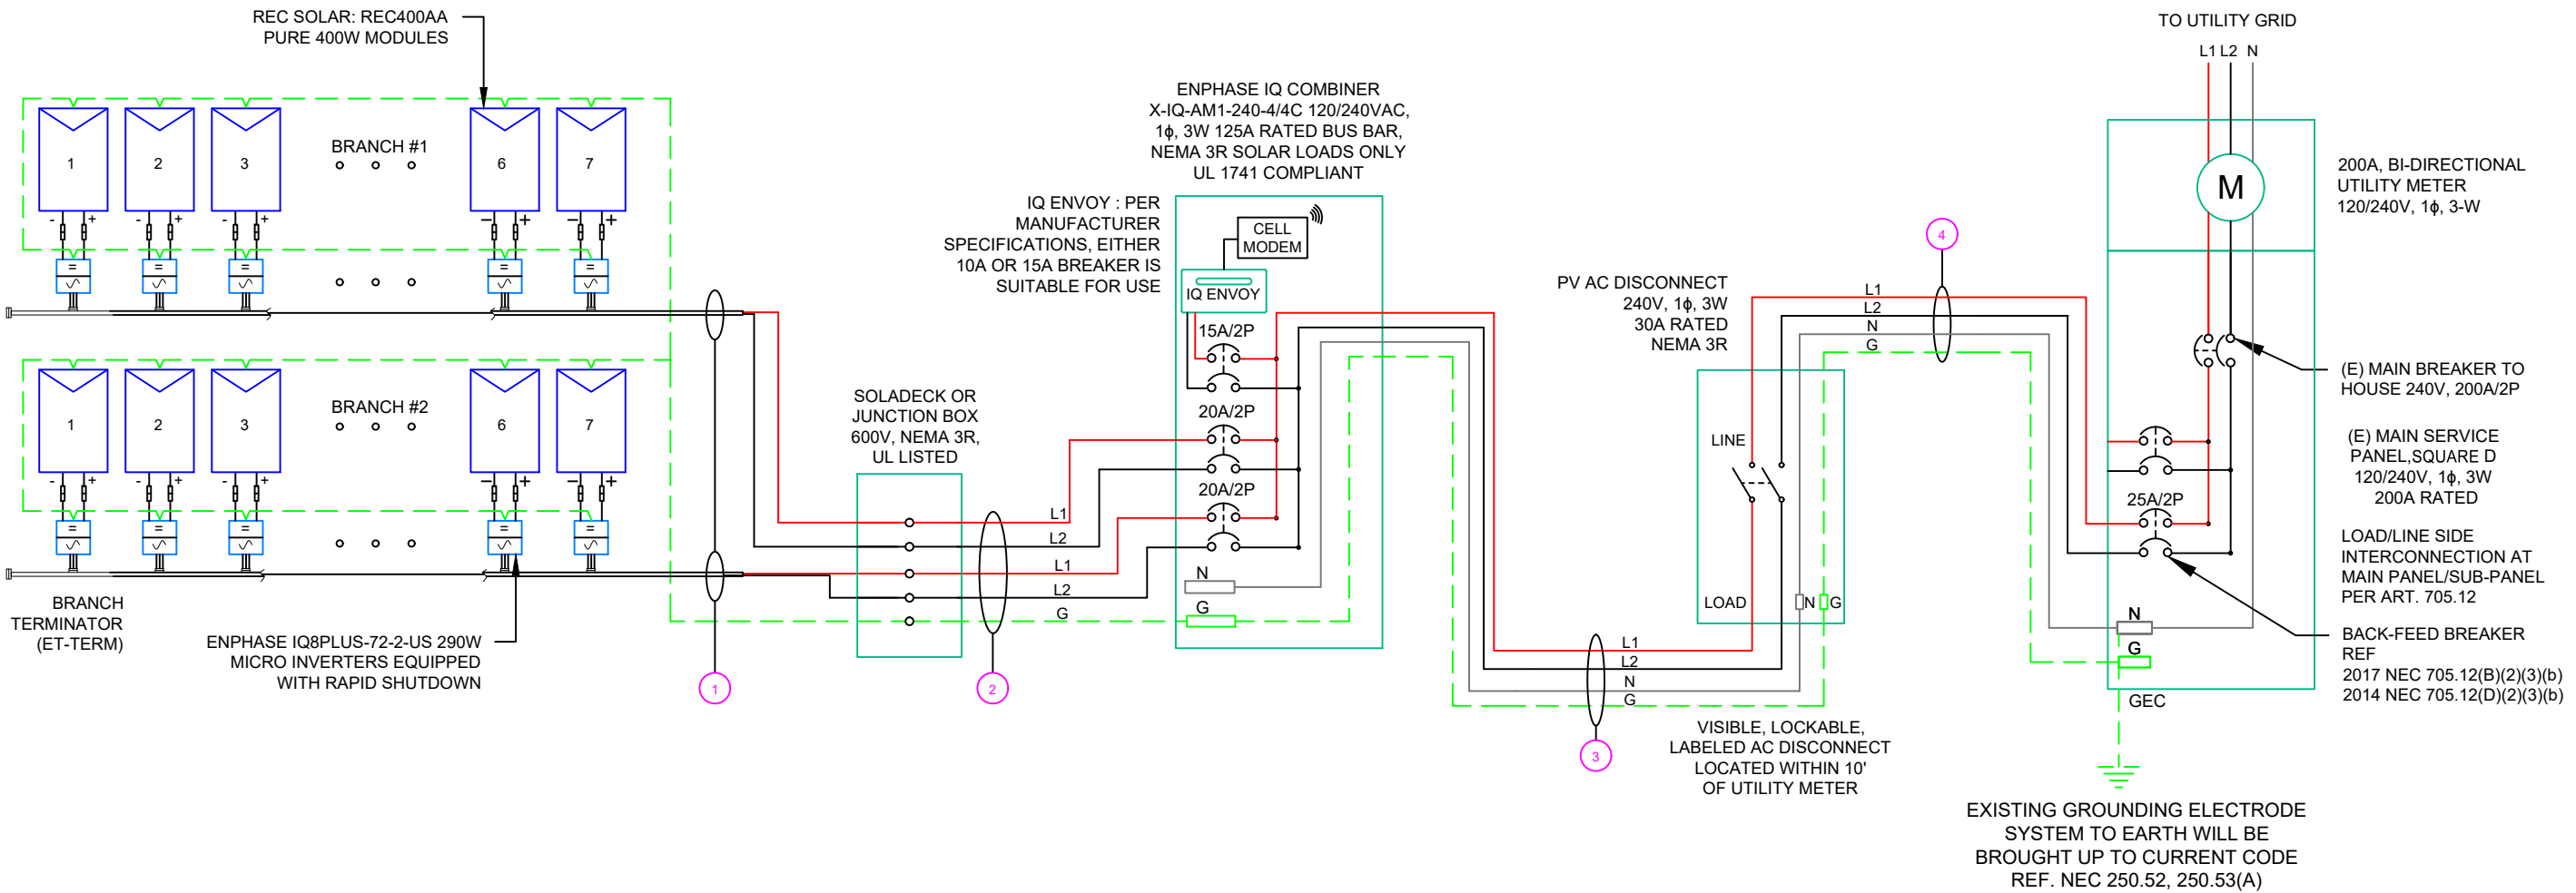 REC SOLAR: REC400AA
PURE 400W MODULES
BRANCH #1
1
2
3
6
7
- +
- +
- +
- +
- +
BRANCH #2
1
2
3
6
7
- +
- +
- +
- +
- +
BRANCH
TERMINATOR
(ET-TERM)
ENPHASE IQ8PLUS-72-2-US 290W
MICRO INVERTERS EQUIPPED
WITH RAPID SHUTDOWN
1
SOLADECK OR
JUNCTION BOX
600V, NEMA 3R,
UL LISTED
L1
L2
L1
L2
G
2
ENPHASE IQ COMBINER
X-IQ-AM1-240-4/4C 120/240VAC,
1ϕ, 3W 125A RATED BUS BAR,
NEMA 3R SOLAR LOADS ONLY
UL 1741 COMPLIANT
IQ ENVOY : PER
MANUFACTURER
SPECIFICATIONS, EITHER
10A OR 15A BREAKER IS
SUITABLE FOR USE
CELL
MODEM
IQ ENVOY
15A/2P
20A/2P
20A/2P
N
G
L1
L2
N
G
3
PV AC DISCONNECT
240V, 1ϕ, 3W
30A RATED
NEMA 3R
LINE
LOAD
N
G
VISIBLE, LOCKABLE,
LABELED AC DISCONNECT
LOCATED WITHIN 10'
OF UTILITY METER
4
L1
L2
N
G
TO UTILITY GRID
L1 L2 N
M
200A, BI-DIRECTIONAL
UTILITY METER
120/240V, 1ϕ, 3-W
(E) MAIN BREAKER TO
HOUSE 240V, 200A/2P
(E) MAIN SERVICE
PANEL,SQUARE D
120/240V, 1ϕ, 3W
200A RATED
25A/2P
LOAD/LINE SIDE
INTERCONNECTION AT
MAIN PANEL/SUB-PANEL
PER ART. 705.12
N
G
BACK-FEED BREAKER
REF
2017 NEC 705.12(B)(2)(3)(b)
2014 NEC 705.12(D)(2)(3)(b)
GEC
EXISTING GROUNDING ELECTRODE
SYSTEM TO EARTH WILL BE
BROUGHT UP TO CURRENT CODE
REF. NEC 250.52, 250.53(A)